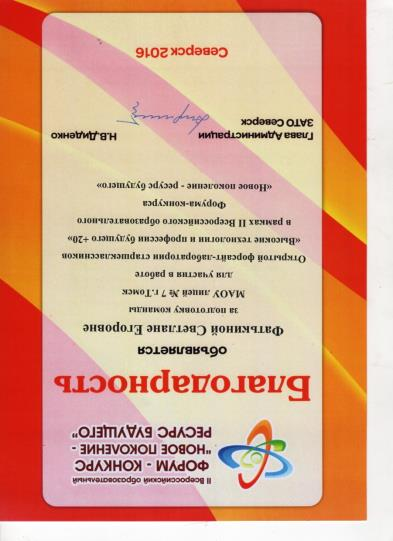 II Всероссийский образовательный
ФОРУМ - КОНКУРС
"НОВОЕ ПОКОЛЕНИЕ -
РЕСУРС БУДУЩЕГО"
Благодарность
объявляется
Фатькиной Светлане Егоровне
за подготовку команды
МАОУ лицей № 7 г.Томск
для участия в работе
Открытой форсайт-лаборатории старшеклассников
«Высокие технологии и профессии будущего +20»
в рамках II Всероссийского образовательного
Форума-конкурса
«Новое поколение - ресурс будущего»
Глава Администрации
ЗАТО Северск
Н.В.Диденко
Северск 2016